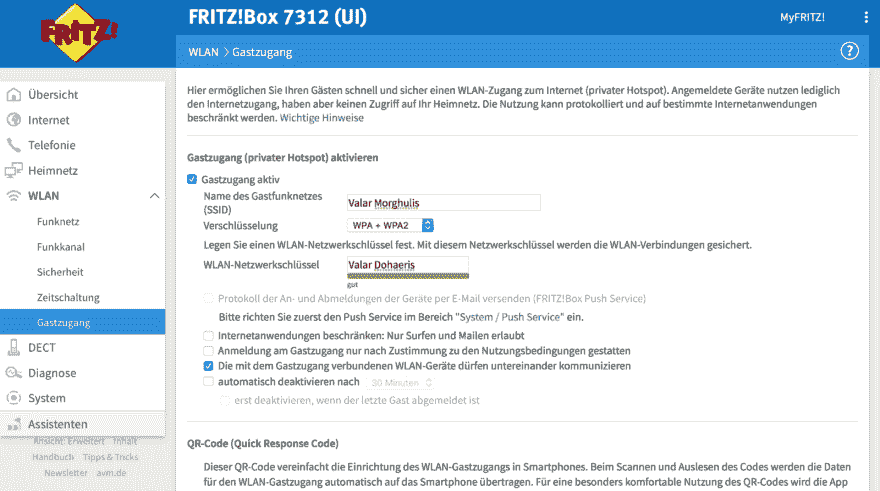 FRITZ!
FRITZ!Box 7312 (UI)
MyFRITZ!
WLAN > Gastzugang
?
Übersicht
Internet
Telefonie
Heimnetz
WLAN
Funknetz
Funkkanal
Sicherheit
Zeitschaltung
Gastzugang
DECT
Diagnose
System
Assistenten
Ansicht: Erweitert Inhalt
Handbuch Tipps & Tricks
Newsletter avm.de
Hier ermöglichen Sie Ihren Gästen schnell und sicher einen WLAN-Zugang zum Internet (privater Hotspot). Angemeldete Geräte nutzen lediglich
den Internetzugang, haben aber keinen Zugriff auf Ihr Heimnetz. Die Nutzung kann protokolliert und auf bestimmte Internetanwendungen
beschränkt werden. Wichtige Hinweise
Gastzugang (privater Hotspot) aktivieren
Gastzugang aktiv
Name des Gastfunknetzes
(SSID)
Valar Morghulis
Verschlüsselung WPA + WPA2
Legen Sie einen WLAN-Netzwerkschlüssel fest. Mit diesem Netzwerkschlüssel werden die WLAN-Verbindungen gesichert.
WLAN-Netzwerkschlüssel Valar Dohaeris
gut
Protokoll der An- und Abmeldungen der Geräte per E-Mail versenden (FRITZ!Box Push Service)
Bitte richten Sie zuerst den Push Service im Bereich "System / Push Service" ein.
Internetanwendungen beschränken: Nur Surfen und Mailen erlaubt
Anmeldung am Gastzugang nur nach Zustimmung zu den Nutzungsbedingungen gestatten
Die mit dem Gastzugang verbundenen WLAN-Geräte dürfen untereinander kommunizieren
automatisch deaktivieren nach 30 Minuten
erst deaktivieren, wenn der letzte Gast abgemeldet ist
QR-Code (Quick Response Code)
Dieser QR-Code vereinfacht die Einrichtung des WLAN-Gastzugangs in Smartphones. Beim Scannen und Auslesen des Codes werden die Daten
für den WLAN-Gastzugang automatisch auf das Smartphone übertragen. Für eine besonders komfortable Nutzung des QR-Codes wird die App